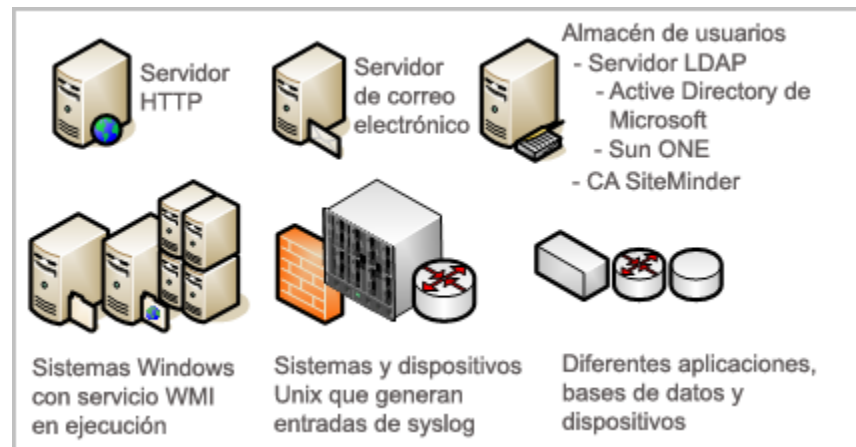 Servidor
HTTP
Servidor
de correo
electrónico
Almacén de usuarios
- Servidor LDAP
- Active Directory de
Microsoft
- Sun ONE
- CA SiteMinder
Sistemas Windows
con servicio WMI
en ejecución
Sistemas y dispositivos
Unix que generan
entradas de syslog
Diferentes aplicaciones,
bases de datos y
dispositivos